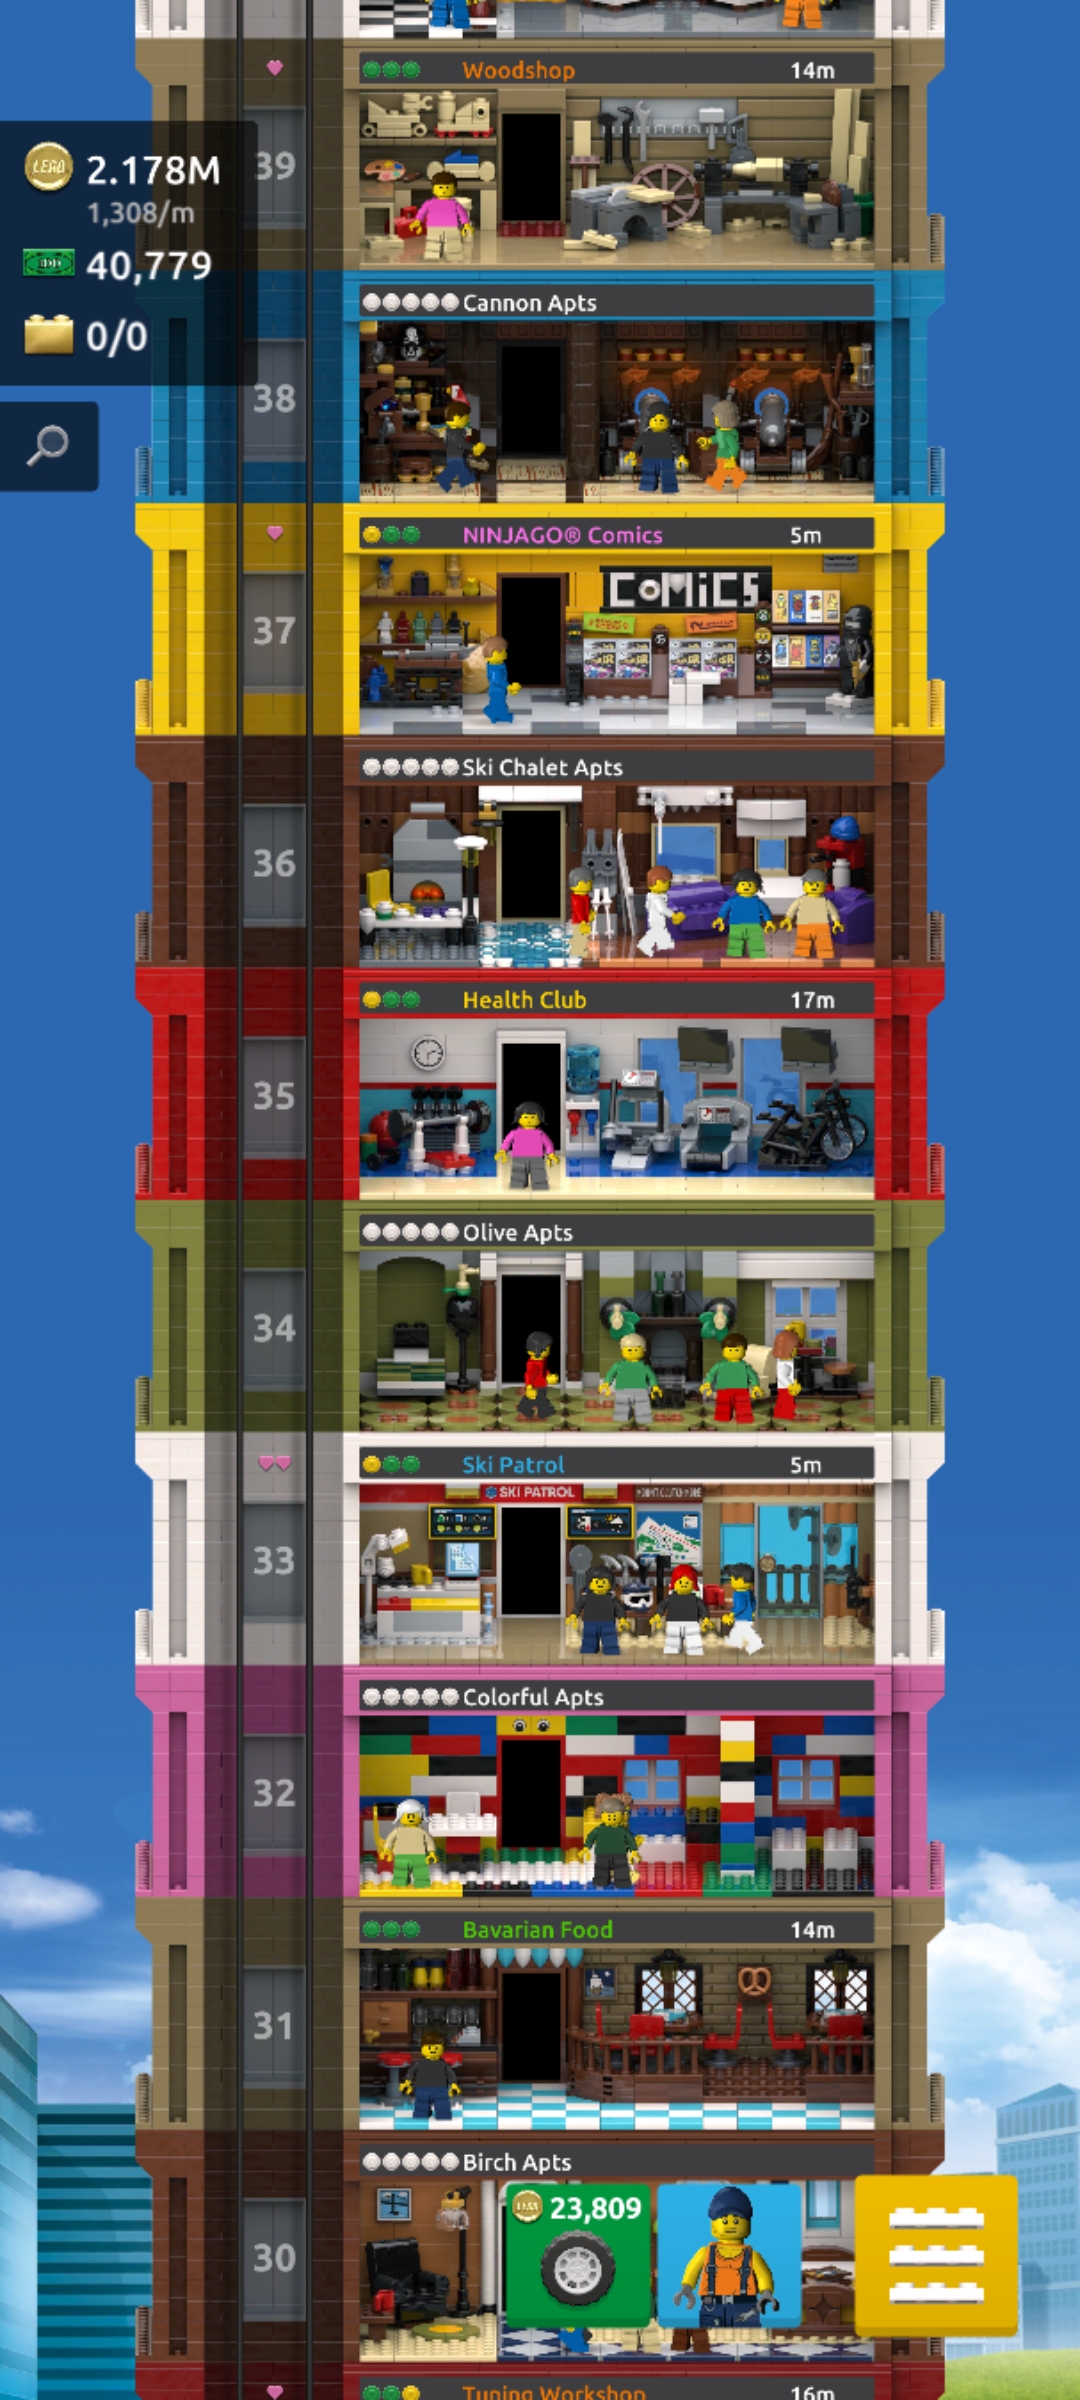 Woodshop 14m
39
LEGO 2.178M
1,308/m
40,779
0/0
Cannon Apts
38
NINJAGO® Comics 5m
COMiCS
37
Ski Chalet Apts
36
Health Club 17m
35
Olive Apts
34
Ski Patrol 5m
SKI PATROL
33
Colorful Apts
32
Bavarian Food 14m
31
Birch Apts
23,809
30
Tuning Workshop 16m